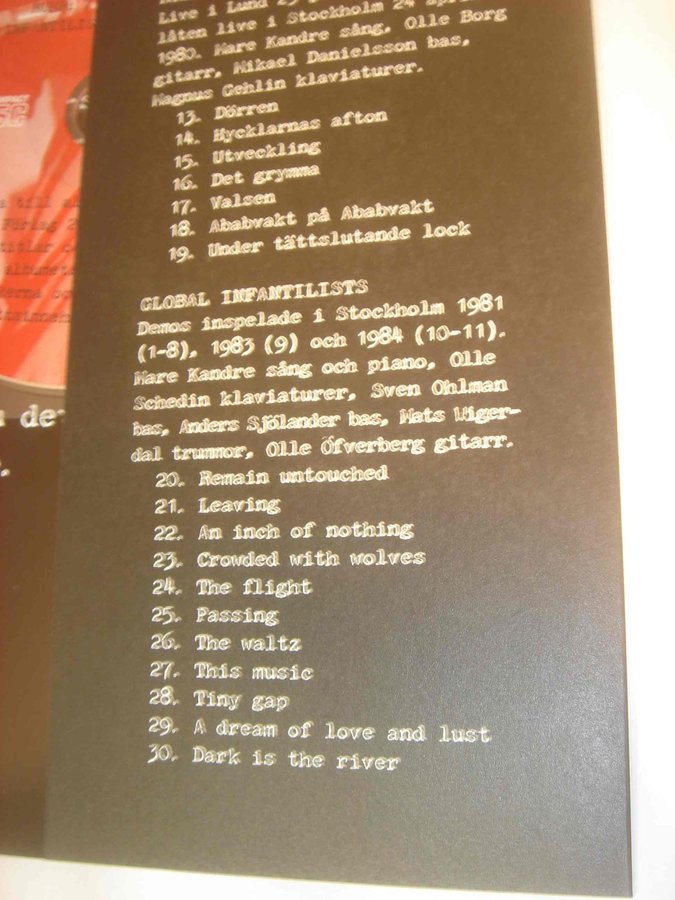 Live i Lund 23
låten live i Stockholm 24
1980. Mare Kandre sång, Olle Borg
gitarr, Mikael Danielsson bas,
Magnus Gehlin klaviaturer.
13. Dörren
14. Hycklarnas afton
15. Utveckling
16. Det grymma
17. Valsen
18. Ababvakt på Ababvakt
19. Under tättslutande lock
GLOBAL INFANTILISTS
Demos inspelade i Stockholm 1981
(1-8), 1983 (9) och 1984 (10-11).
Mare Kandre sång och piano, Olle
Schedin klaviaturer, Sven Ohlman
bas, Anders Sjölander bas, Mats Wiger-
dal trummor, Olle Öfverberg gitarr.
20. Remain untouched
21. Leaving
22. An inch of nothing
23. Crowded with wolves
24. The flight
25. Passing
26. The waltz
27. This music
28. Tiny gap
29. A dream of love and lust
30. Dark is the river